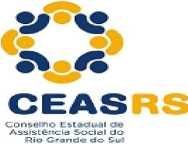 CEASRS
Conselho Estadual de
Assistência Social do
Rio Grande do Sul